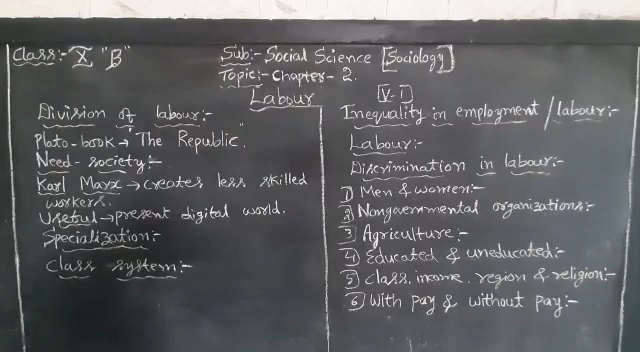 Class:- X "B"
Sub:- Social Science [Sociology]
Topic:- Chapter - 2.
[V-I]
Labour
Division of labour:-
Plato-book → "The Republic".
Need-society:-
Karl Marx → creates less skilled
workers.
Useful → present digital world.
Specialization:-
Class system:-
Inequality in employment / labour:-
Labour:-
Discrimination in labour:-
1) Men & women:-
2) Nongovernmental organizations:-
3) Agriculture:-
4) Educated & uneducated:-
5) Class, income, region & religion:-
6) With pay & without pay:-